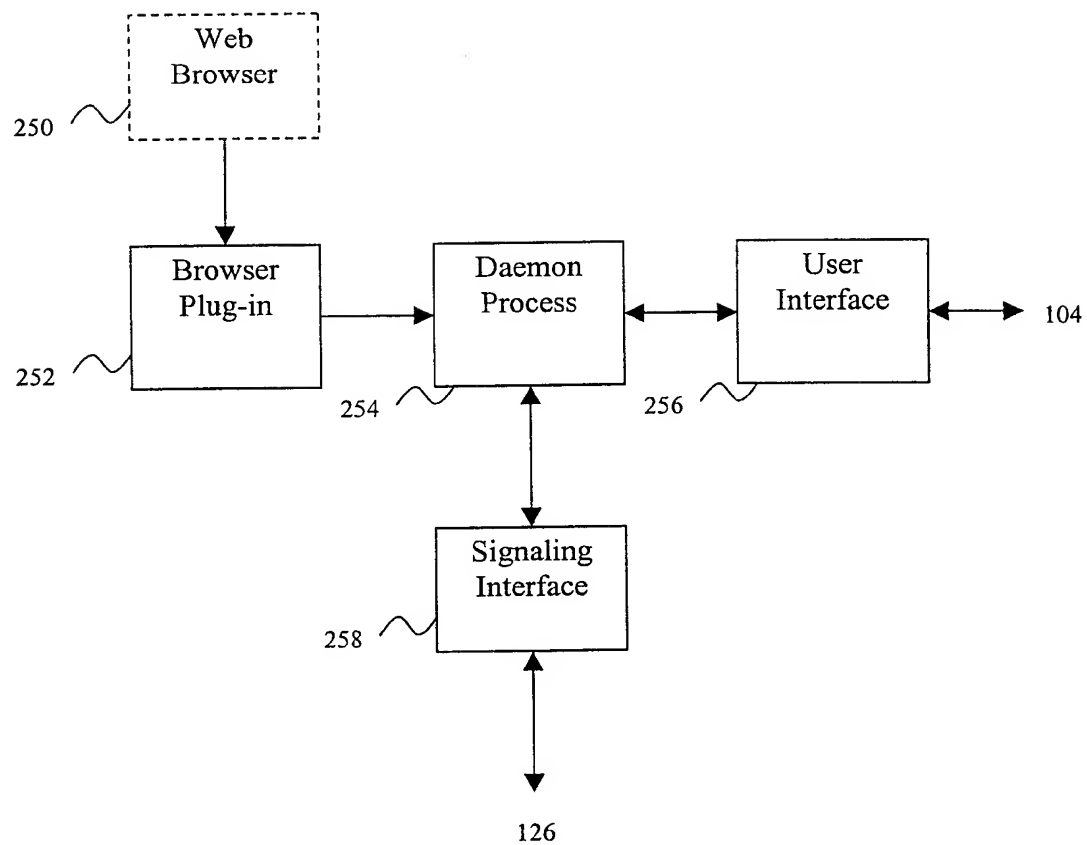 Web
Browser
250
Browser
Plug-in
252
Daemon
Process
254
User
Interface
256
104
Signaling
Interface
258
126